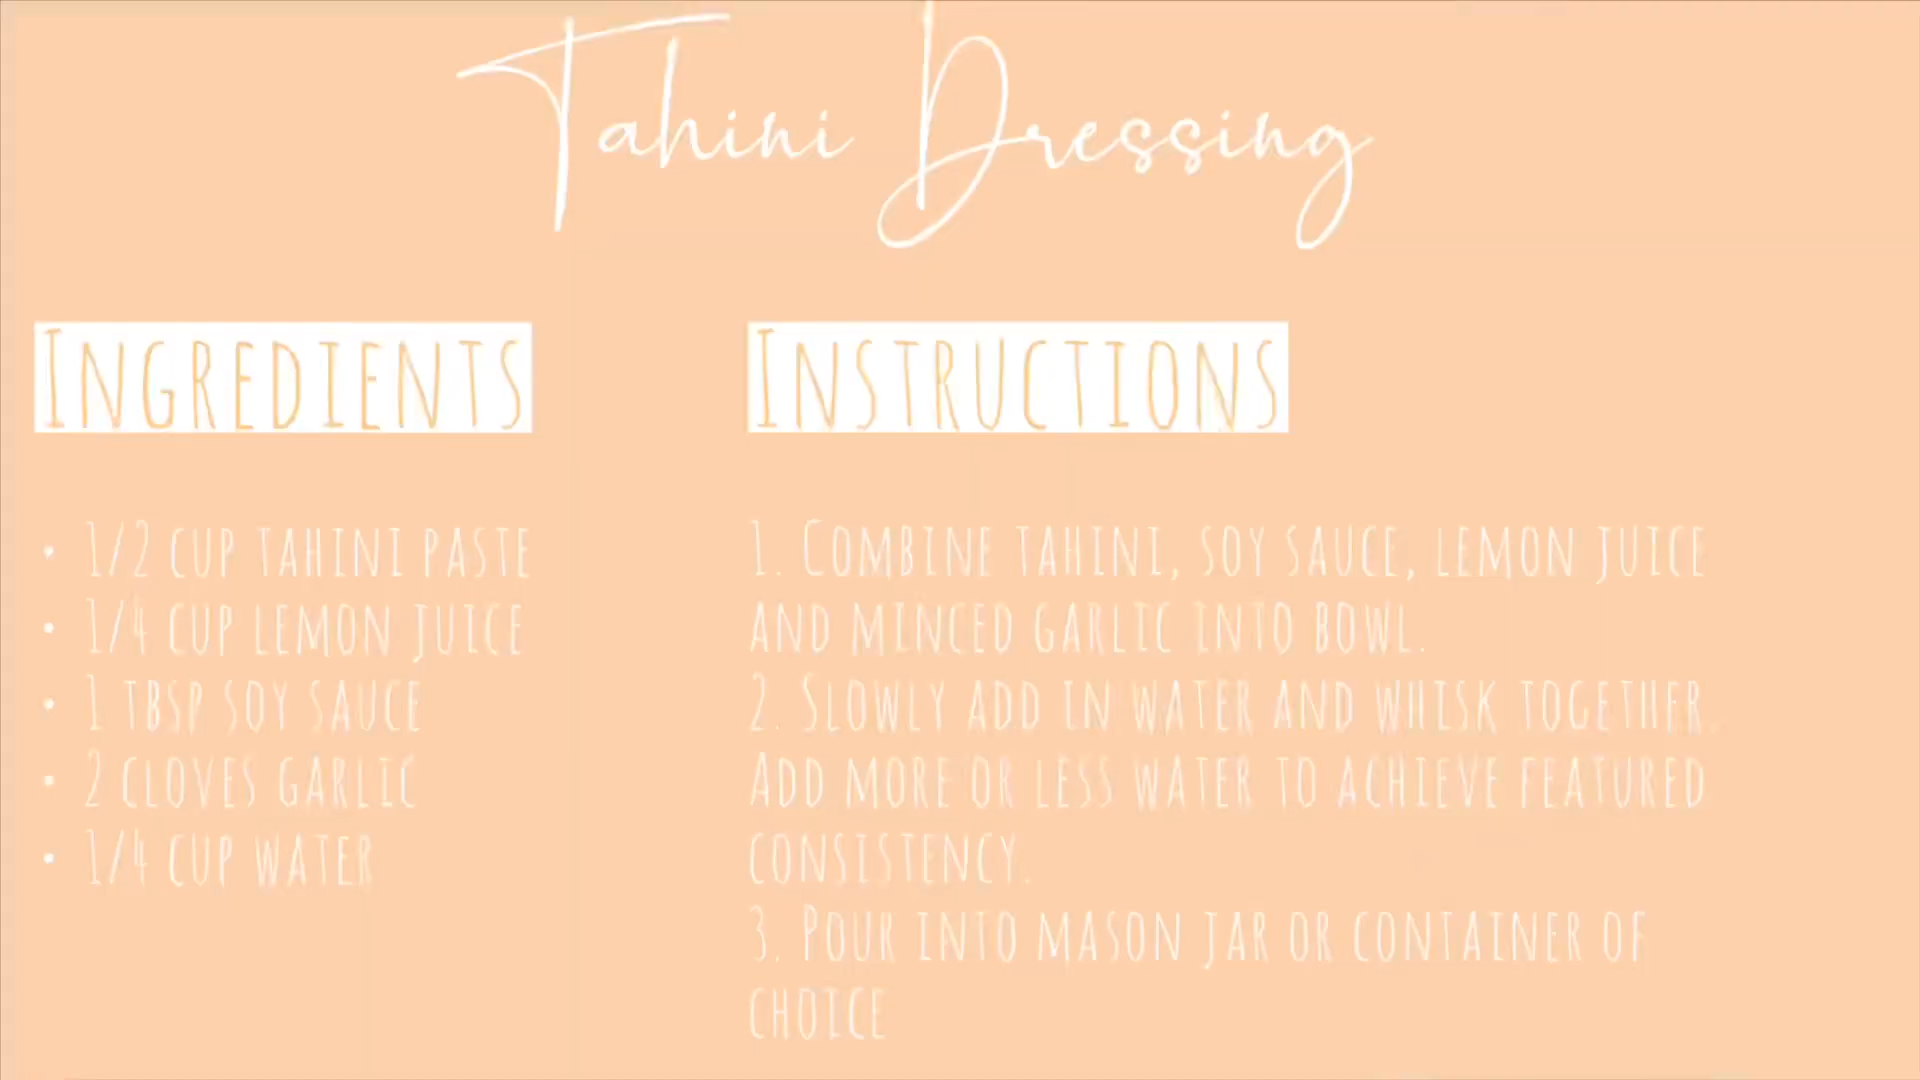 Tahini Dressing
Ingredients
• 1/2 cup tahini paste
• 1/4 cup lemon juice
• 1 tbsp soy sauce
• 2 cloves garlic
• 1/4 cup water
Instructions
1. Combine tahini, soy sauce, lemon juice
and minced garlic into bowl.
2. Slowly add in water and whisk together.
Add more or less water to achieve featured
consistency.
3. Pour into mason jar or container of
choice